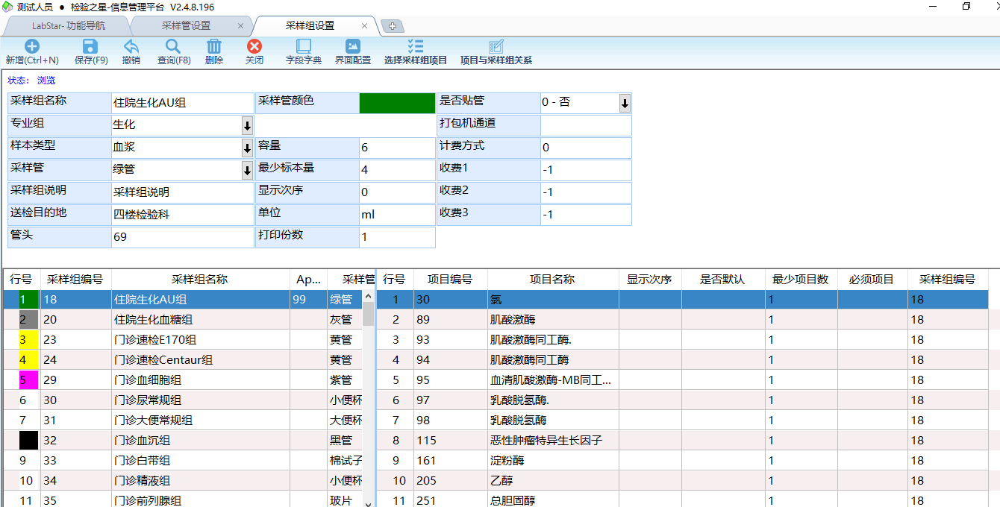 测试人员 ● 检验之星-信息管理平台 V2.4.8.196
LabStar- 功能导航 采样管设置 × 采样组设置 ×
新增(Ctrl+N) 保存(F9) 撤销 查询(F8) 删除 关闭 字段字典 界面配置 选择采样组项目 项目与采样组关系
状态： 浏览
采样组名称 住院生化AU组 采样管颜色 是否贴管 0 - 否
专业组 生化 打包机通道
样本类型 血浆 容量 6 计费方式 0
采样管 绿管 最少标本量 4 收费1 -1
采样组说明 采样组说明 显示次序 0 收费2 -1
送检目的地 四楼检验科 单位 ml 收费3 -1
管头 69 打印份数 1
行号 采样组编号 采样组名称 Ap... 采样管 行号 项目编号 项目名称 显示次序 是否默认 最少项目数 必须项目 采样组编号
1 18 住院生化AU组 99 绿管 1 30 氯 1 18
2 20 住院生化血糖组 灰管 2 89 肌酸激酶 1 18
3 23 门诊速检E170组 黄管 3 93 肌酸激酶同工酶. 1 18
4 24 门诊速检Centaur组 黄管 4 94 肌酸激酶同工酶 1 18
5 29 门诊血细胞组 紫管 5 95 血清肌酸激酶-MB同工... 1 18
6 30 门诊尿常规组 小便杯 6 97 乳酸脱氢酶. 1 18
7 31 门诊大便常规组 大便杯 7 98 乳酸脱氢酶 1 18
32 门诊血沉组 黑管 8 115 恶性肿瘤特异生长因子 1 18
9 33 门诊白带组 棉试子 9 161 淀粉酶 1 18
10 34 门诊精液组 小便杯 10 205 乙醇 1 18
11 35 门诊前列腺组 玻片 11 251 总胆固醇 1 18